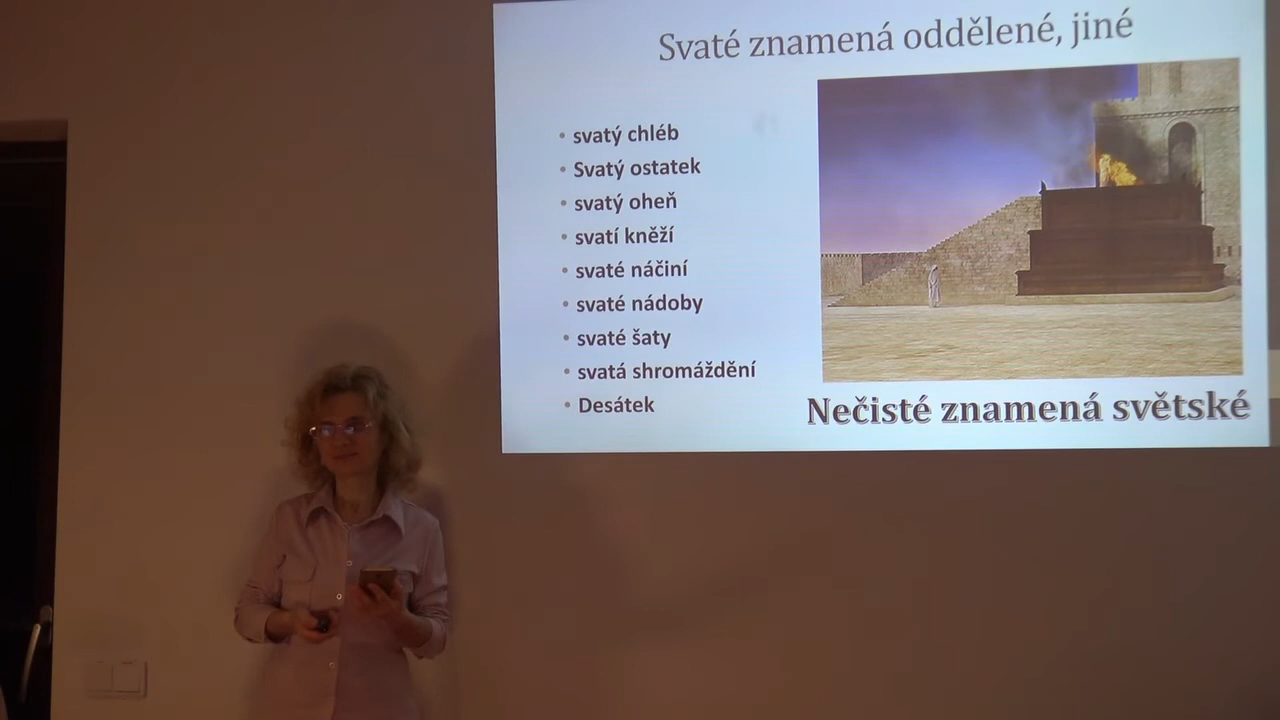 Svaté znamená oddělené, jiné
• svatý chléb
• Svatý ostatek
• svatý oheň
• svatí kněží
• svaté náčiní
• svaté nádoby
• svaté šaty
• svatá shromáždění
• Desátek
Nečisté znamená světské